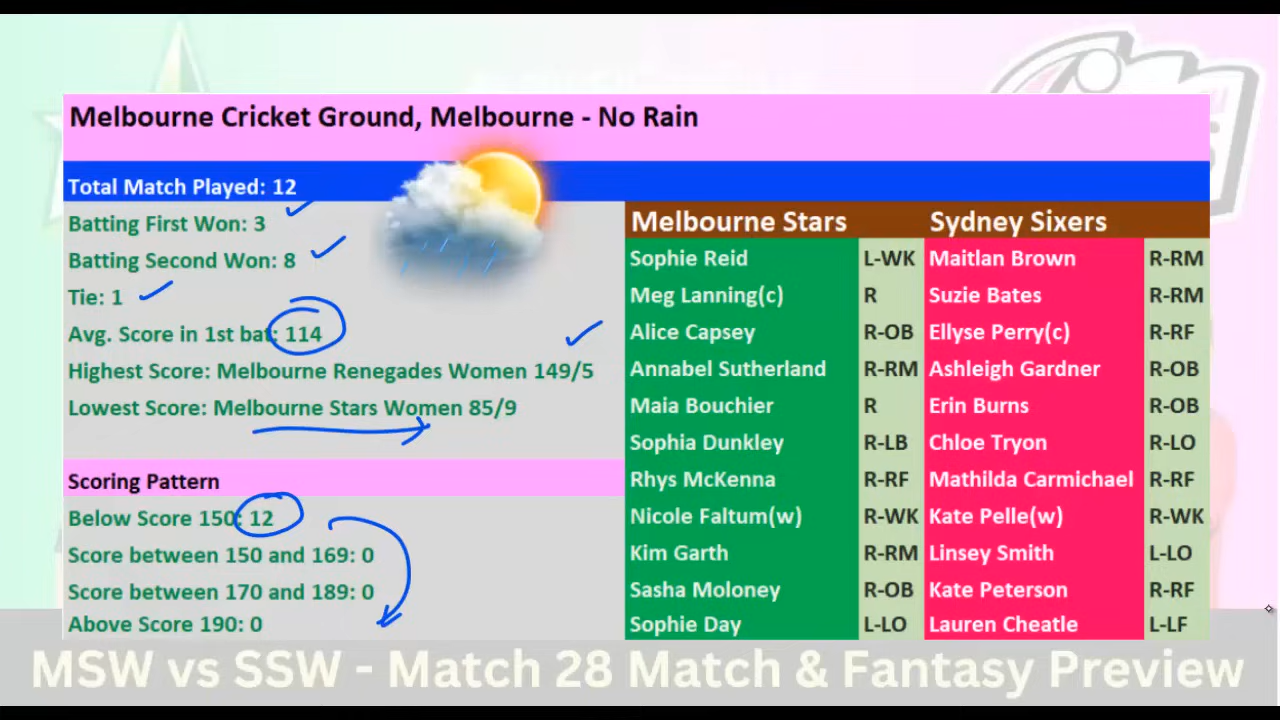 Melbourne Cricket Ground, Melbourne - No Rain
Total Match Played: 12
Batting First Won: 3
Batting Second Won: 8
Tie: 1
Avg. Score in 1st bat: 114
Highest Score: Melbourne Renegades Women 149/5
Lowest Score: Melbourne Stars Women 85/9
Scoring Pattern
Below Score 150: 12
Score between 150 and 169: 0
Score between 170 and 189: 0
Above Score 190: 0
Melbourne Stars Sydney Sixers
Sophie Reid L-WK Maitlan Brown R-RM
Meg Lanning(c) R Suzie Bates R-RM
Alice Capsey R-OB Ellyse Perry(c) R-RF
Annabel Sutherland R-RM Ashleigh Gardner R-OB
Maia Bouchier R Erin Burns R-OB
Sophia Dunkley R-LB Chloe Tryon R-LO
Rhys McKenna R-RF Mathilda Carmichael R-RF
Nicole Faltum(w) R-WK Kate Pelle(w) R-WK
Kim Garth R-RM Linsey Smith L-LO
Sasha Moloney R-OB Kate Peterson R-RF
Sophie Day L-LO Lauren Cheatle L-LF
MSW vs SSW - Match 28 Match & Fantasy Preview